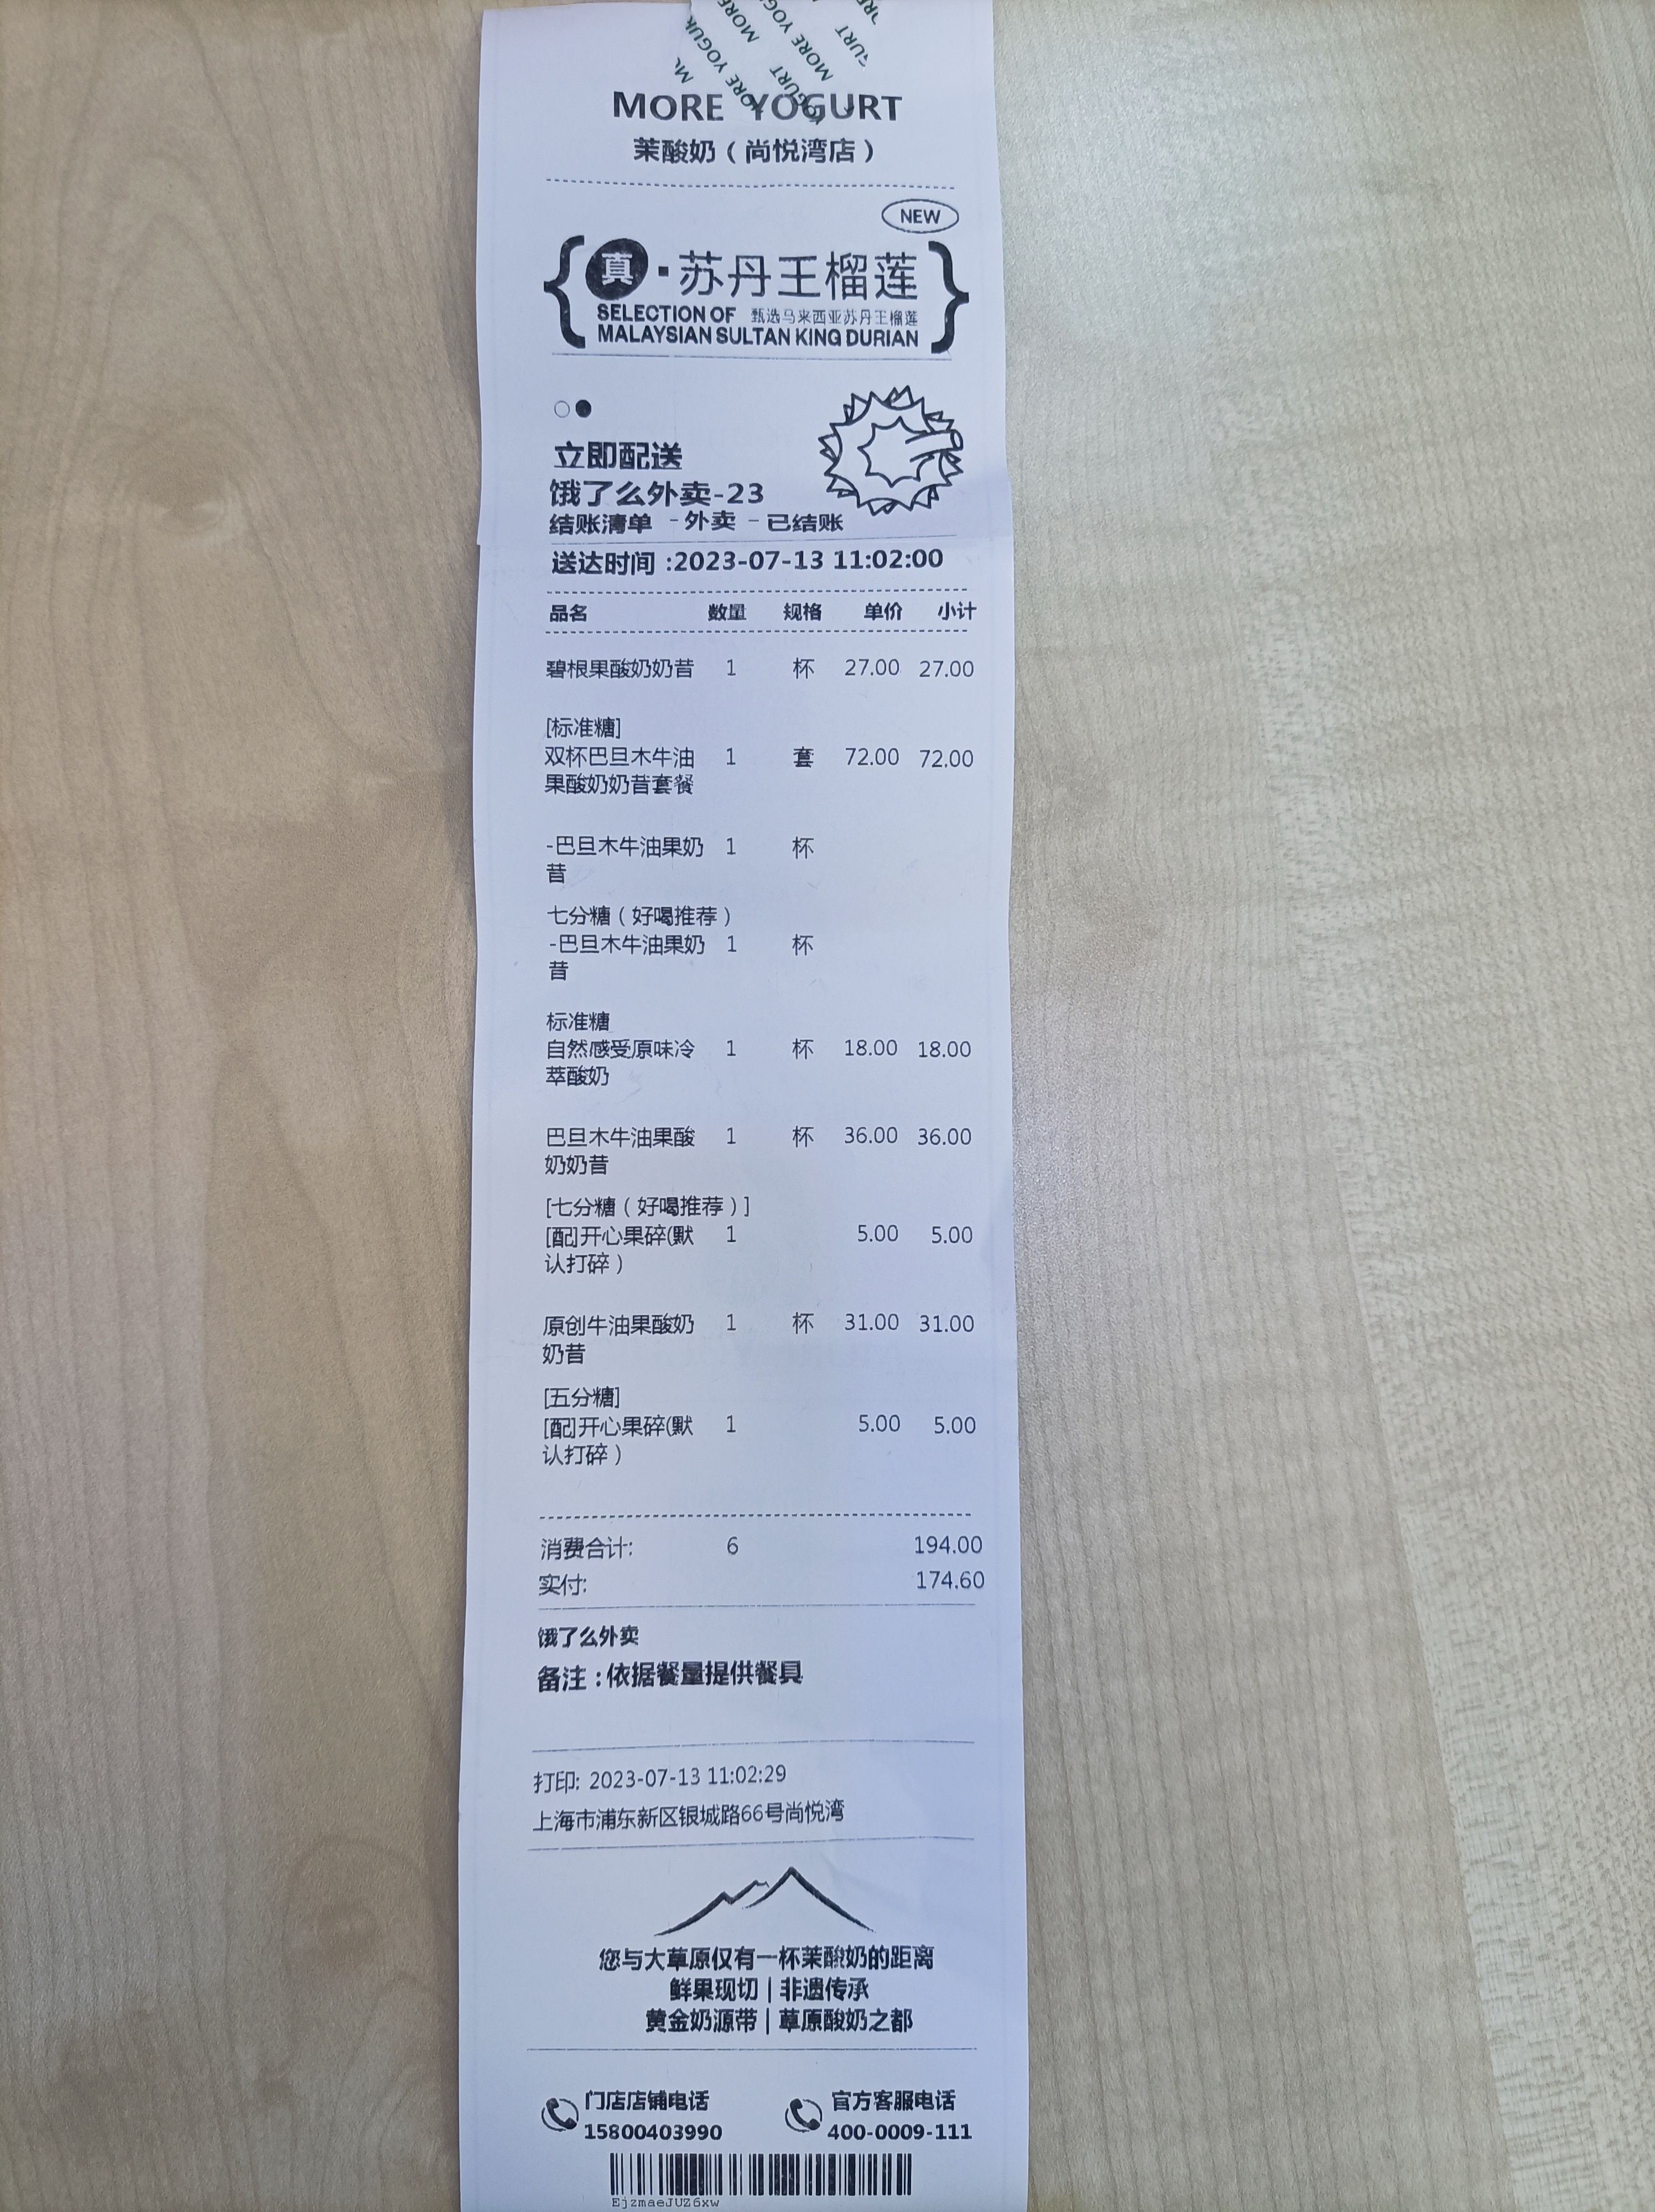 MORE YOGURT
MORE YOGURT
茉酸奶（尚悦湾店）
NEW
真·苏丹王榴莲
SELECTION OF 甄选马来西亚苏丹王榴莲
MALAYSIAN SULTAN KING DURIAN
立即配送
饿了么外卖-23
结账清单 -外卖 -已结账
送达时间:2023-07-13 11:02:00
品名 数量 规格 单价 小计
碧根果酸奶奶昔 1 杯 27.00 27.00
[标准糖]
双杯巴旦木牛油 1 套 72.00 72.00
果酸奶奶昔套餐
-巴旦木牛油果奶 1 杯
昔
七分糖（好喝推荐）
-巴旦木牛油果奶 1 杯
昔
标准糖
自然感受原味冷 1 杯 18.00 18.00
萃酸奶
巴旦木牛油果酸 1 杯 36.00 36.00
奶奶昔
[七分糖（好喝推荐）]
[配]开心果碎(默 1 5.00 5.00
认打碎）
原创牛油果酸奶 1 杯 31.00 31.00
奶昔
[五分糖]
[配]开心果碎(默 1 5.00 5.00
认打碎）
消费合计: 6 194.00
实付: 174.60
饿了么外卖
备注:依据餐量提供餐具
打印: 2023-07-13 11:02:29
上海市浦东新区银城路66号尚悦湾
您与大草原仅有一杯茉酸奶的距离
鲜果现切|非遗传承
黄金奶源带|草原酸奶之都
门店店铺电话 官方客服电话
15800403990 400-0009-111
EjzmaeJUZ6xw